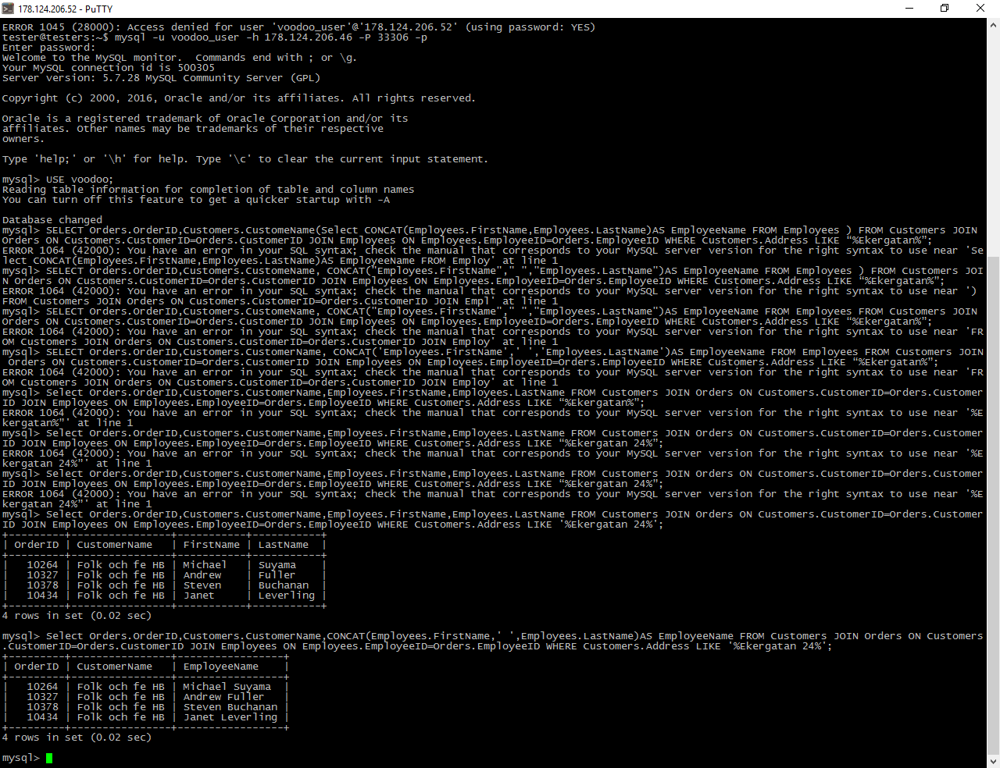 178.124.206.52 - PuTTY
ERROR 1045 (28000): Access denied for user 'voodoo_user'@'178.124.206.52' (using password: YES)
tester@testers:~$ mysql -u voodoo_user -h 178.124.206.46 -P 33306 -p
Enter password:
Welcome to the MySQL monitor.  Commands end with ; or \g.
Your MySQL connection id is 500305
Server version: 5.7.28 MySQL Community Server (GPL)
Copyright (c) 2000, 2016, Oracle and/or its affiliates. All rights reserved.
Oracle is a registered trademark of Oracle Corporation and/or its
affiliates. Other names may be trademarks of their respective
owners.
Type 'help;' or '\h' for help. Type '\c' to clear the current input statement.
mysql> USE voodoo;
Reading table information for completion of table and column names
You can turn off this feature to get a quicker startup with -A
Database changed
mysql> SELECT Orders.OrderID,Customers.CustomeName(Select CONCAT(Employees.FirstName,Employees.LastName)AS EmployeeName FROM Employees ) FROM Customers JOIN
Orders ON Customers.CustomerID=Orders.CustomerID JOIN Employees ON Employees.EmployeeID=Orders.EmployeeID WHERE Customers.Address LIKE “%Ekergatan%”;
ERROR 1064 (42000): You have an error in your SQL syntax; check the manual that corresponds to your MySQL server version for the right syntax to use near 'Se
lect CONCAT(Employees.FirstName,Employees.LastName)AS EmployeeName FROM Employ' at line 1
mysql> SELECT Orders.OrderID,Customers.CustomeName, CONCAT("Employees.FirstName"," ","Employees.LastName")AS EmployeeName FROM Employees ) FROM Customers JOI
N Orders ON Customers.CustomerID=Orders.CustomerID JOIN Employees ON Employees.EmployeeID=Orders.EmployeeID WHERE Customers.Address LIKE “%Ekergatan%”;
ERROR 1064 (42000): You have an error in your SQL syntax; check the manual that corresponds to your MySQL server version for the right syntax to use near ')
FROM Customers JOIN Orders ON Customers.CustomerID=Orders.CustomerID JOIN Empl' at line 1
mysql> SELECT Orders.OrderID,Customers.CustomeName, CONCAT("Employees.FirstName"," ","Employees.LastName")AS EmployeeName FROM Employees FROM Customers JOIN
Orders ON Customers.CustomerID=Orders.CustomerID JOIN Employees ON Employees.EmployeeID=Orders.EmployeeID WHERE Customers.Address LIKE “%Ekergatan%”;
ERROR 1064 (42000): You have an error in your SQL syntax; check the manual that corresponds to your MySQL server version for the right syntax to use near 'FR
OM Customers JOIN Orders ON Customers.CustomerID=Orders.CustomerID JOIN Employ' at line 1
mysql> SELECT Orders.OrderID,Customers.CustomerName, CONCAT('Employees.FirstName',' ','Employees.LastName')AS EmployeeName FROM Employees FROM Customers JOIN
Orders ON Customers.CustomerID=Orders.CustomerID JOIN Employees ON Employees.EmployeeID=Orders.EmployeeID WHERE Customers.Address LIKE “%Ekergatan%”;
ERROR 1064 (42000): You have an error in your SQL syntax; check the manual that corresponds to your MySQL server version for the right syntax to use near 'FR
OM Customers JOIN Orders ON Customers.CustomerID=Orders.CustomerID JOIN Employ' at line 1
mysql> Select Orders.OrderID,Customers.CustomerName,Employees.FirstName,Employees.LastName FROM Customers JOIN Orders ON Customers.CustomerID=Orders.Customer
ID JOIN Employees ON Employees.EmployeeID=Orders.EmployeeID WHERE Customers.Address LIKE “%Ekergatan%”;
ERROR 1064 (42000): You have an error in your SQL syntax; check the manual that corresponds to your MySQL server version for the right syntax to use near '%E
kergatan%”' at line 1
mysql> Select Orders.OrderID,Customers.CustomerName,Employees.FirstName,Employees.LastName FROM Customers JOIN Orders ON Customers.CustomerID=Orders.Customer
ID JOIN Employees ON Employees.EmployeeID=Orders.EmployeeID WHERE Customers.Address LIKE “%Ekergatan 24%”;
ERROR 1064 (42000): You have an error in your SQL syntax; check the manual that corresponds to your MySQL server version for the right syntax to use near '%E
kergatan 24%”' at line 1
mysql> Select Orders.OrderID,Customers.CustomerName,Employees.FirstName,Employees.LastName FROM Customers JOIN Orders ON Customers.CustomerID=Orders.Customer
ID JOIN Employees ON Employees.EmployeeID=Orders.EmployeeID WHERE Customers.Address LIKE “%Ekergatan 24%”;
ERROR 1064 (42000): You have an error in your SQL syntax; check the manual that corresponds to your MySQL server version for the right syntax to use near '%E
kergatan 24%”' at line 1
mysql> Select Orders.OrderID,Customers.CustomerName,Employees.FirstName,Employees.LastName FROM Customers JOIN Orders ON Customers.CustomerID=Orders.Customer
ID JOIN Employees ON Employees.EmployeeID=Orders.EmployeeID WHERE Customers.Address LIKE '%Ekergatan 24%';
+---------+----------------+-----------+-----------+
| OrderID | CustomerName   | FirstName | LastName  |
+---------+----------------+-----------+-----------+
|   10264 | Folk och fe HB | Michael   | Suyama    |
|   10327 | Folk och fe HB | Andrew    | Fuller    |
|   10378 | Folk och fe HB | Steven    | Buchanan  |
|   10434 | Folk och fe HB | Janet     | Leverling |
+---------+----------------+-----------+-----------+
4 rows in set (0.02 sec)
mysql> Select Orders.OrderID,Customers.CustomerName,CONCAT(Employees.FirstName,' ',Employees.LastName)AS EmployeeName FROM Customers JOIN Orders ON Customers
.CustomerID=Orders.CustomerID JOIN Employees ON Employees.EmployeeID=Orders.EmployeeID WHERE Customers.Address LIKE '%Ekergatan 24%';
+---------+----------------+-----------------+
| OrderID | CustomerName   | EmployeeName    |
+---------+----------------+-----------------+
|   10264 | Folk och fe HB | Michael Suyama  |
|   10327 | Folk och fe HB | Andrew Fuller   |
|   10378 | Folk och fe HB | Steven Buchanan |
|   10434 | Folk och fe HB | Janet Leverling |
+---------+----------------+-----------------+
4 rows in set (0.02 sec)
mysql>